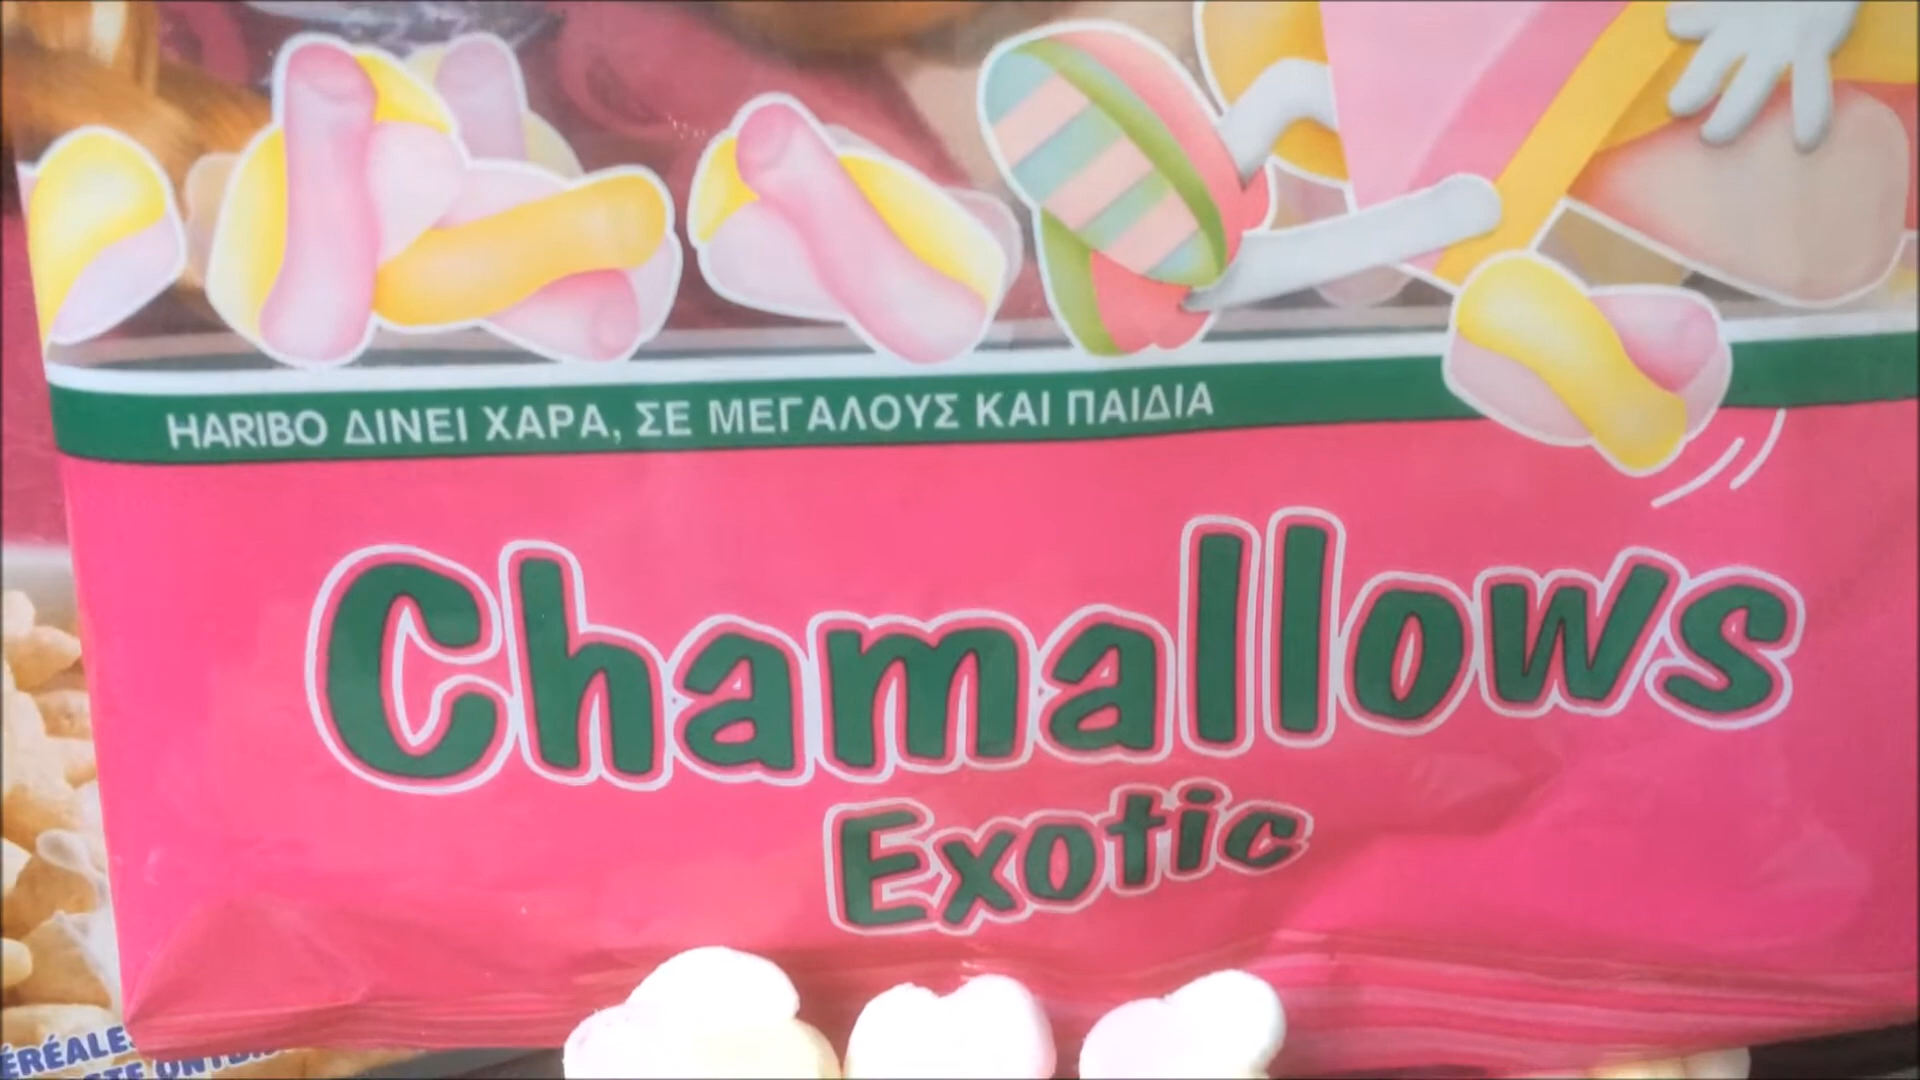 HARIBO ΔΙΝΕΙ ΧΑΡΑ, ΣΕ ΜΕΓΑΛΟΥΣ ΚΑΙ ΠΑΙΔΙΑ
Chamallows
Exotic